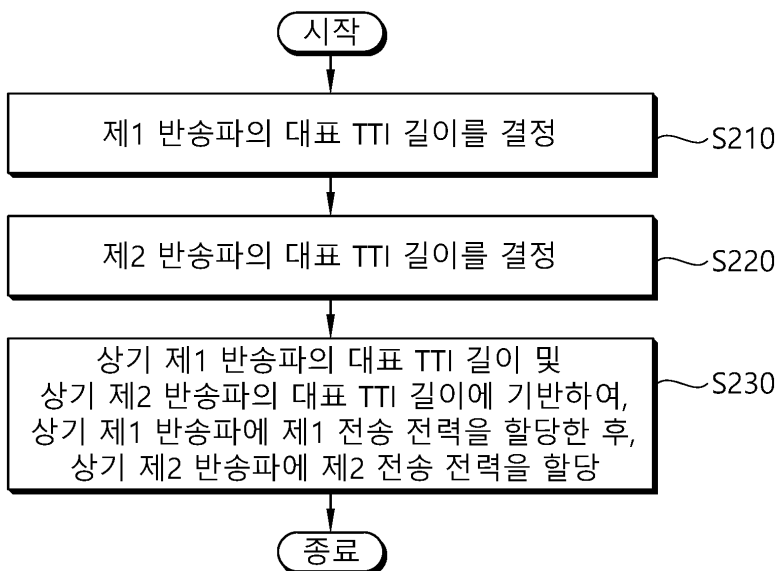 시작
제1 반송파의 대표 TTI 길이를 결정
S210
제2 반송파의 대표 TTI 길이를 결정
S220
상기 제1 반송파의 대표 TTI 길이 및
상기 제2 반송파의 대표 TTI 길이에 기반하여,
상기 제1 반송파에 제1 전송 전력을 할당한 후,
상기 제2 반송파에 제2 전송 전력을 할당
S230
종료